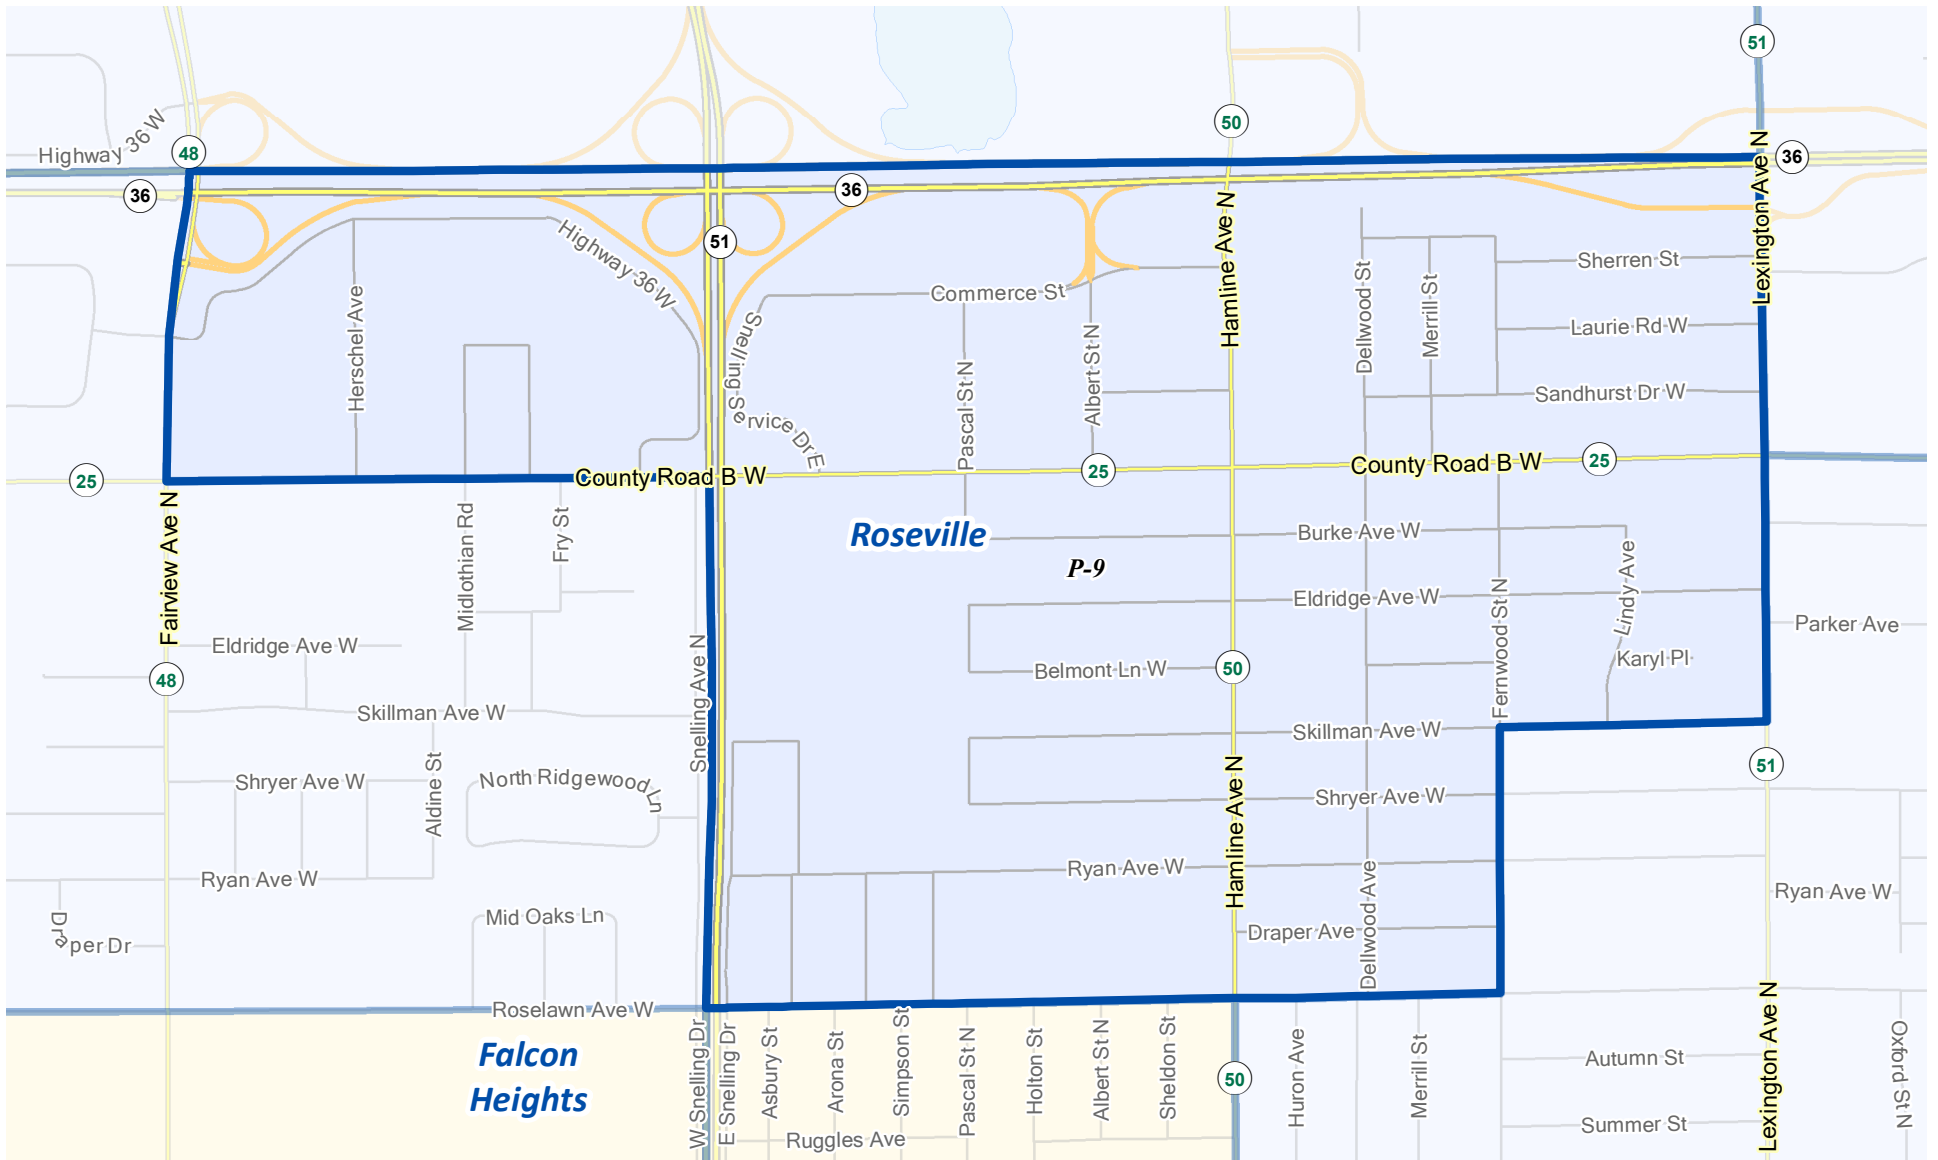 51
50
Highway 36 W
48
36
36
36
51
Lexington Ave N
Hamline Ave N
Highway 36 W
Sherren St
Herschel Ave
Commerce St
Dellwood St
Merrill St
Laurie Rd W
Snelling Service Dr E
Pascal St N
Albert St N
Sandhurst Dr W
25
County Road B W
25
County Road B W
25
Fairview Ave N
Midlothian Rd
Fry St
Roseville
P-9
Burke Ave W
Eldridge Ave W
Lindy Ave
Fernwood St N
Parker Ave
Eldridge Ave W
Snelling Ave N
Belmont Ln W
50
Karyl Pl
48
Skillman Ave W
Skillman Ave W
51
Shryer Ave W
Aldine St
North Ridgewood Ln
Hamline Ave N
Shryer Ave W
Ryan Ave W
Ryan Ave W
Ryan Ave W
Draper Dr
Mid Oaks Ln
Draper Ave
Dellwood Ave
Roselawn Ave W
Falcon
Heights
W Snelling Dr
E Snelling Dr
Asbury St
Arona St
Simpson St
Pascal St N
Holton St
Albert St N
Sheldon St
50
Huron Ave
Merrill St
Autumn St
Lexington Ave N
Oxford St N
Summer St
Ruggles Ave